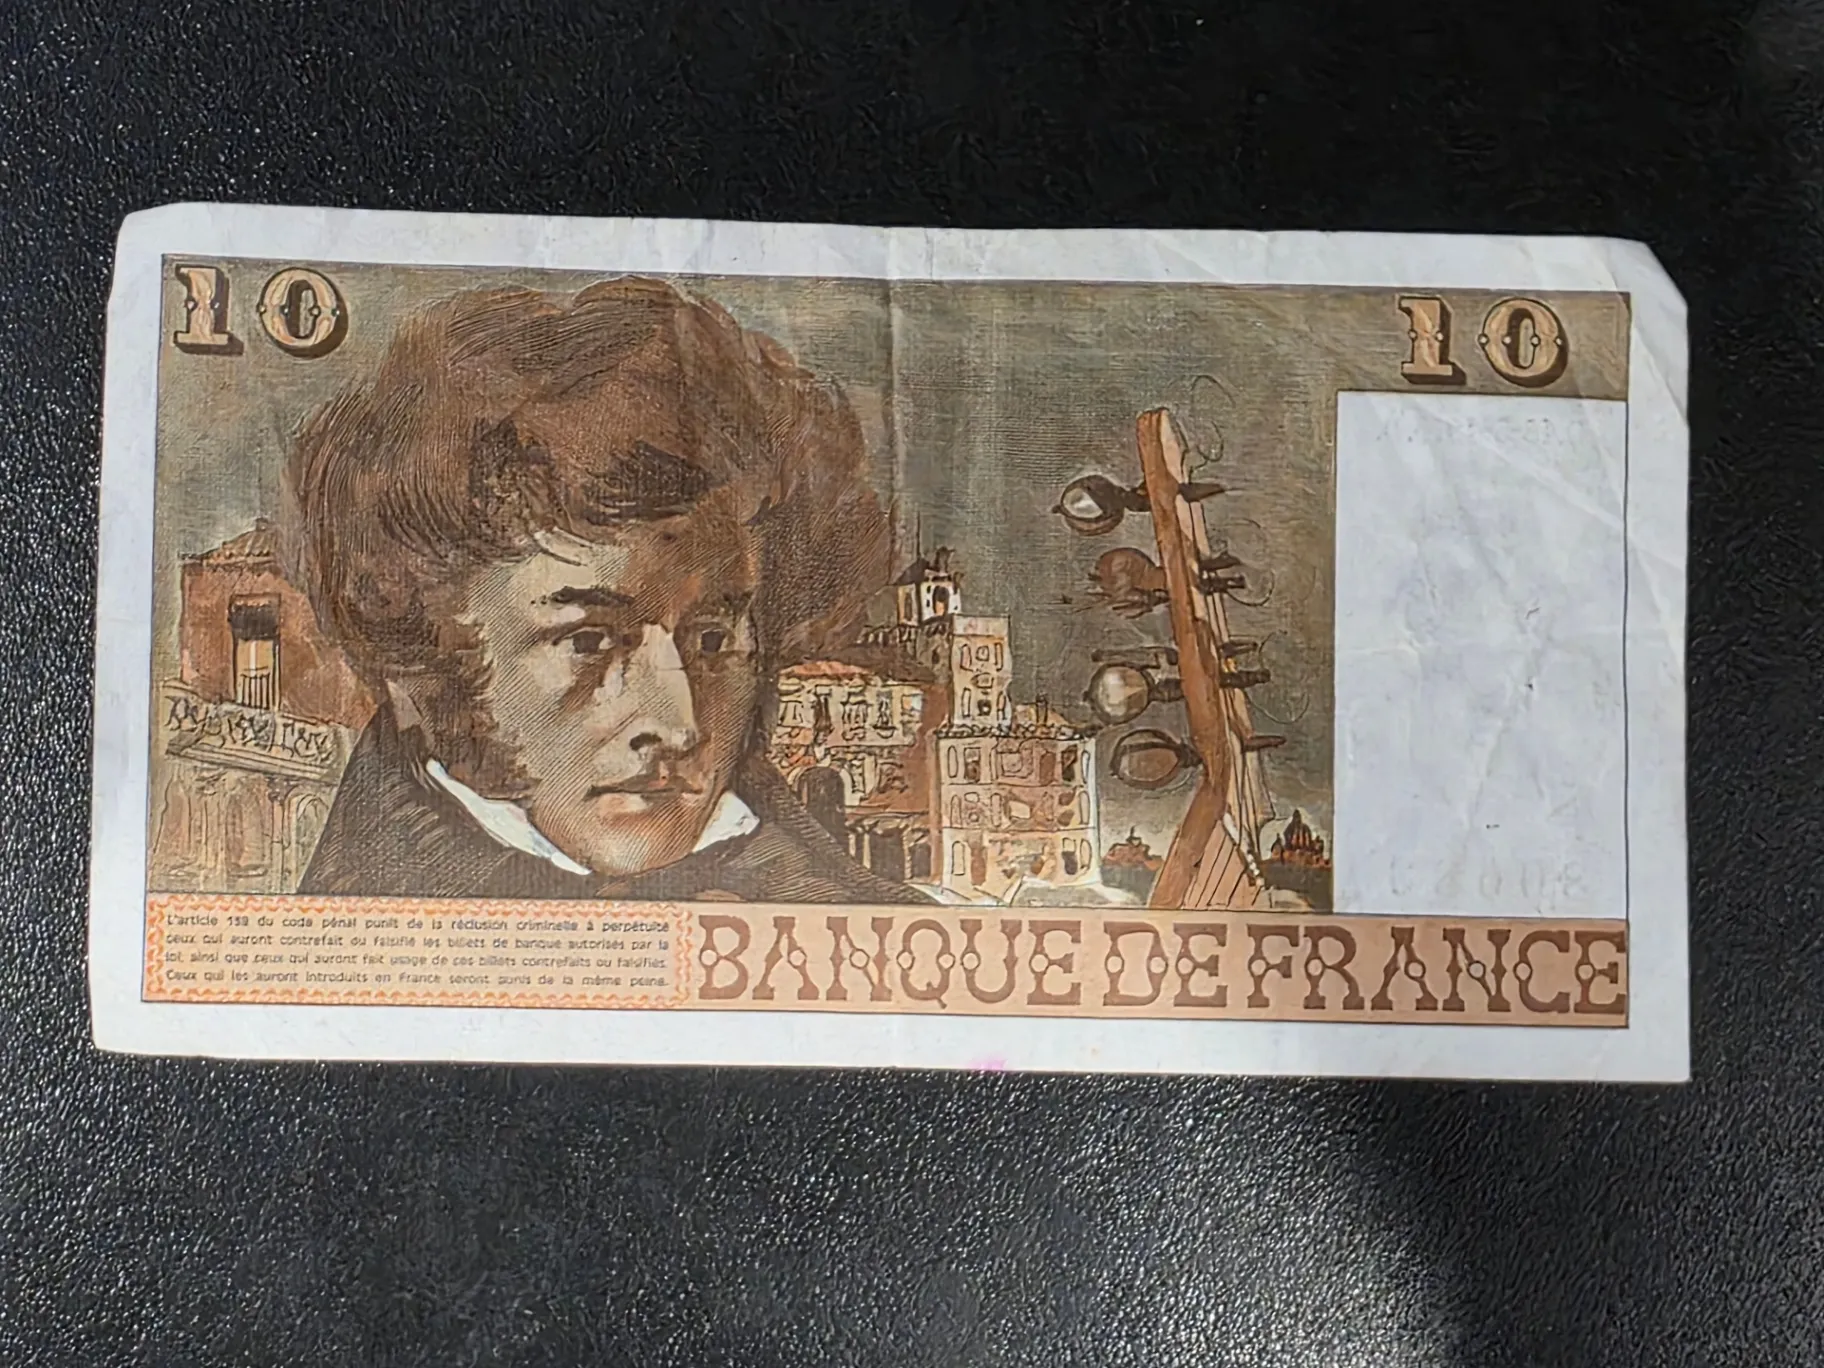 10
10
L'article 139 du code pénal punit de la réclusion criminelle à perpétuité
ceux qui auront contrefait ou falsifié les billets de banque autorisés par la
loi, ainsi que ceux qui auront fait usage de ces billets contrefaits ou falsifiés.
Ceux qui les auront introduits en France seront punis de la même peine.
BANQUE DE FRANCE